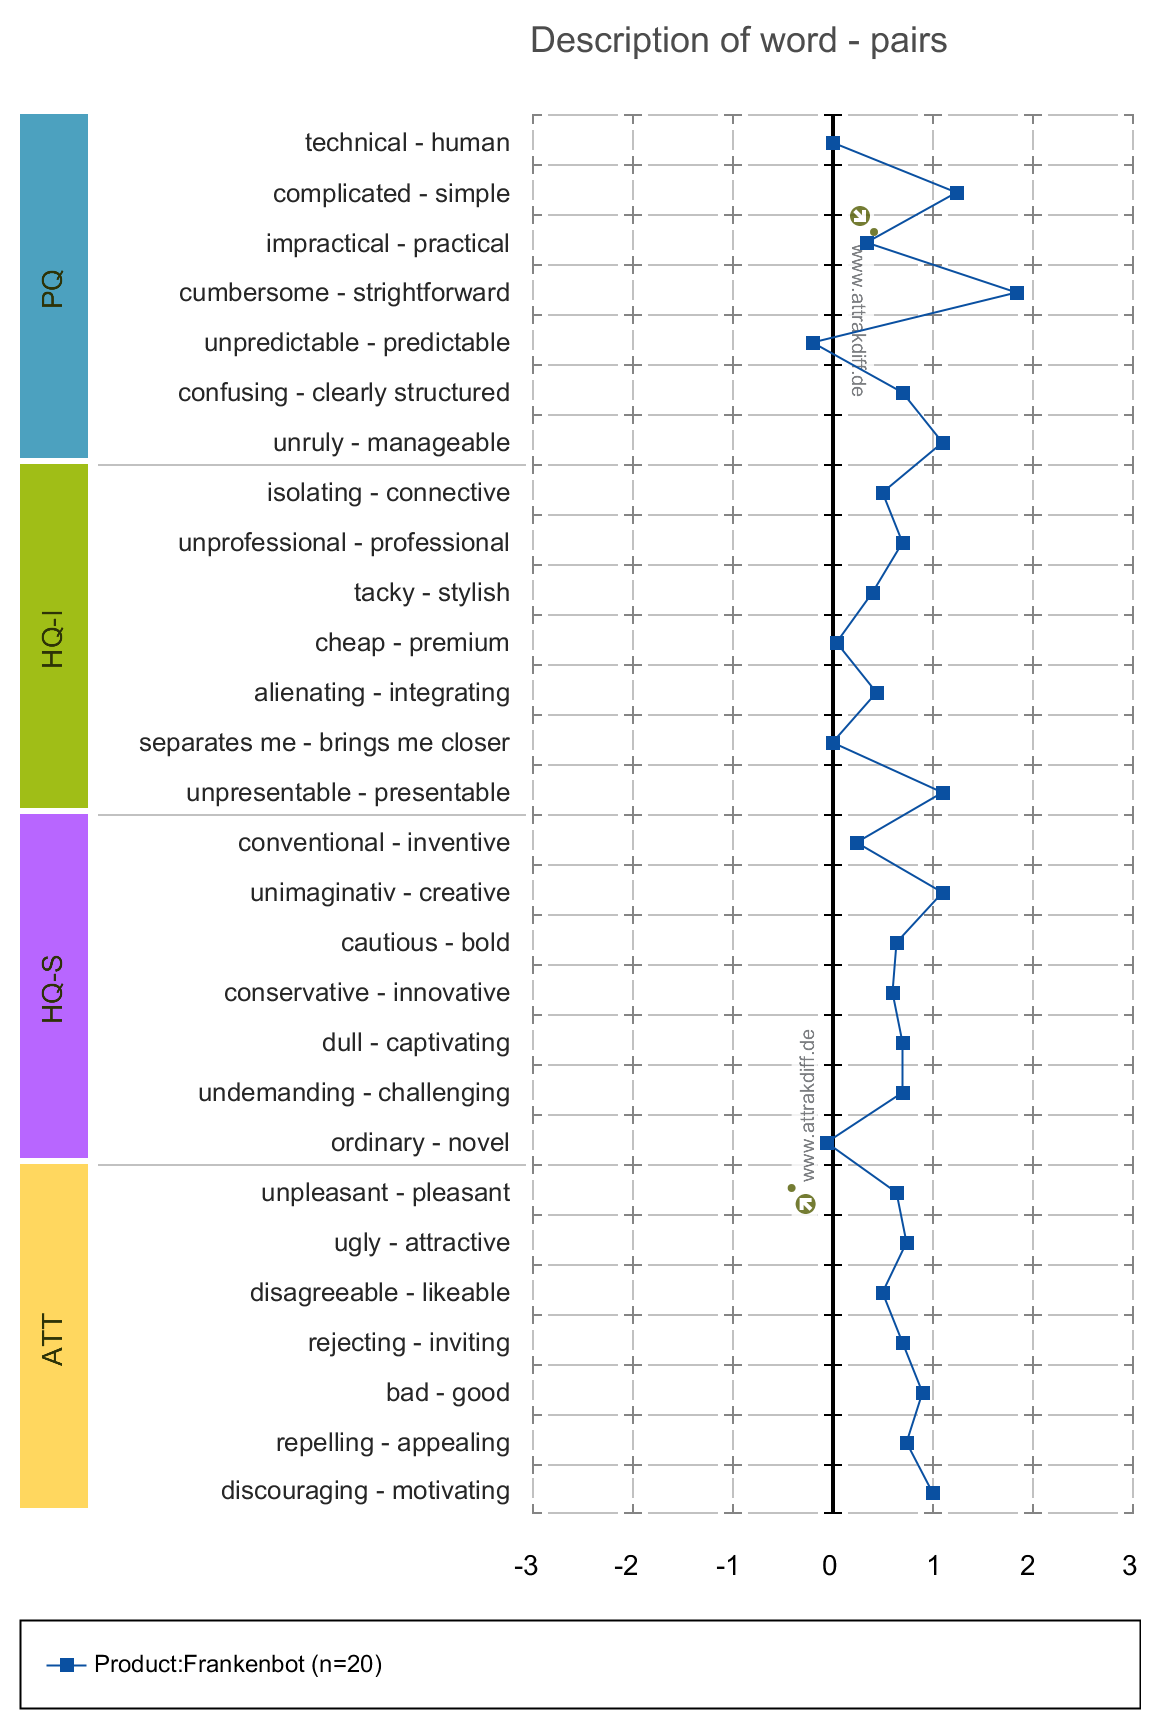 Description of word - pairs
PQ
technical - human
complicated - simple
impractical - practical
cumbersome - strightforward
unpredictable - predictable
confusing - clearly structured
unruly - manageable
www.attrakdiff.de
HQ-I
isolating - connective
unprofessional - professional
tacky - stylish
cheap - premium
alienating - integrating
separates me - brings me closer
unpresentable - presentable
HQ-S
conventional - inventive
unimaginativ - creative
cautious - bold
conservative - innovative
dull - captivating
undemanding - challenging
ordinary - novel
www.attrakdiff.de
ATT
unpleasant - pleasant
ugly - attractive
disagreeable - likeable
rejecting - inviting
bad - good
repelling - appealing
discouraging - motivating
-3 -2 -1 0 1 2 3
Product:Frankenbot (n=20)